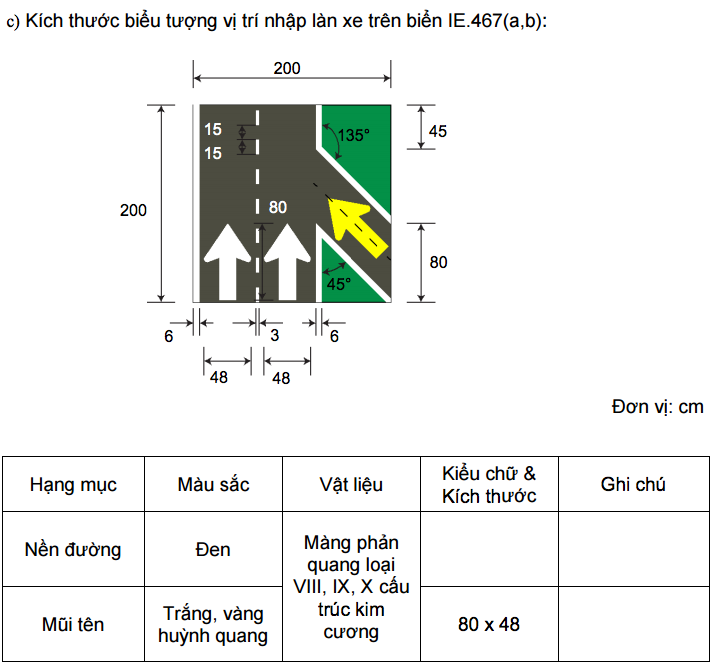 c) Kích thước biểu tượng vị trí nhập làn xe trên biển IE.467(a,b):
200
15
15
135°
45
200
80
80
45°
6
3
6
48
48
Đơn vị: cm
Hạng mục
Màu sắc
Vật liệu
Kiểu chữ &
Kích thước
Ghi chú
Nền đường
Đen
Màng phản
quang loại
VIII, IX, X cấu
trúc kim
cương
Mũi tên
Trắng, vàng
huỳnh quang
80 x 48